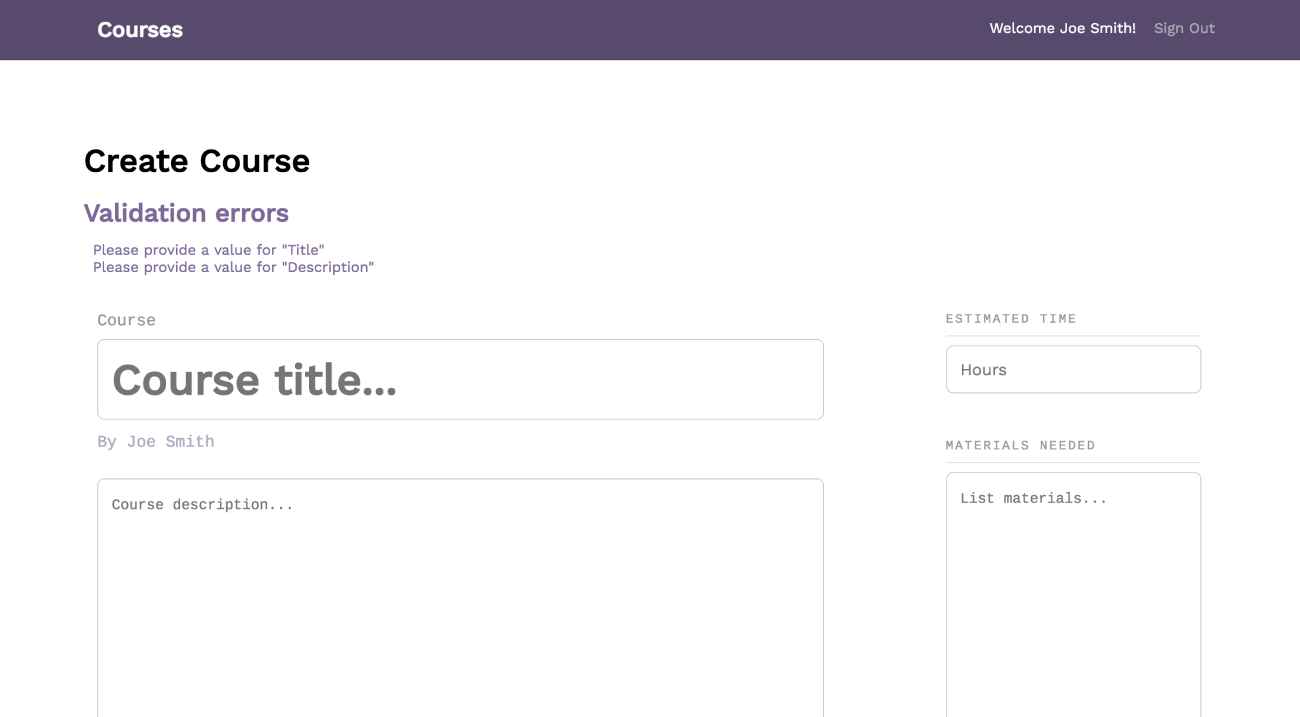 Courses
Welcome Joe Smith! Sign Out
Create Course
Validation errors
Please provide a value for "Title"
Please provide a value for "Description"
Course
Course title...
By Joe Smith
Course description...
ESTIMATED TIME
Hours
MATERIALS NEEDED
List materials...